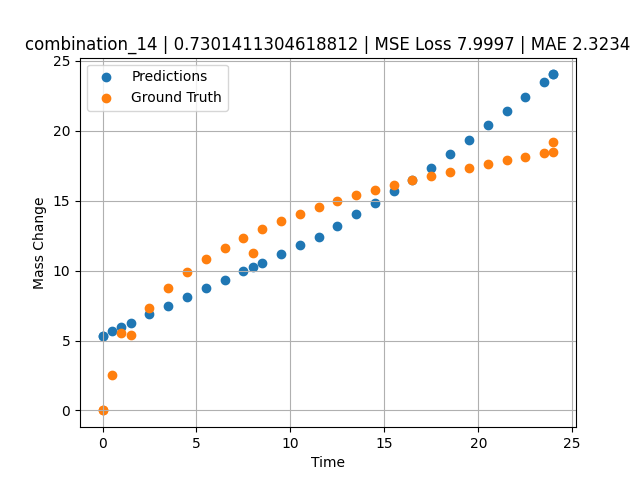 combination_14 | 0.7301411304618812 | MSE Loss 7.9997 | MAE 2.3234
Predictions
Ground Truth
25
20
15
10
5
0
Mass Change
0 5 10 15 20 25
Time